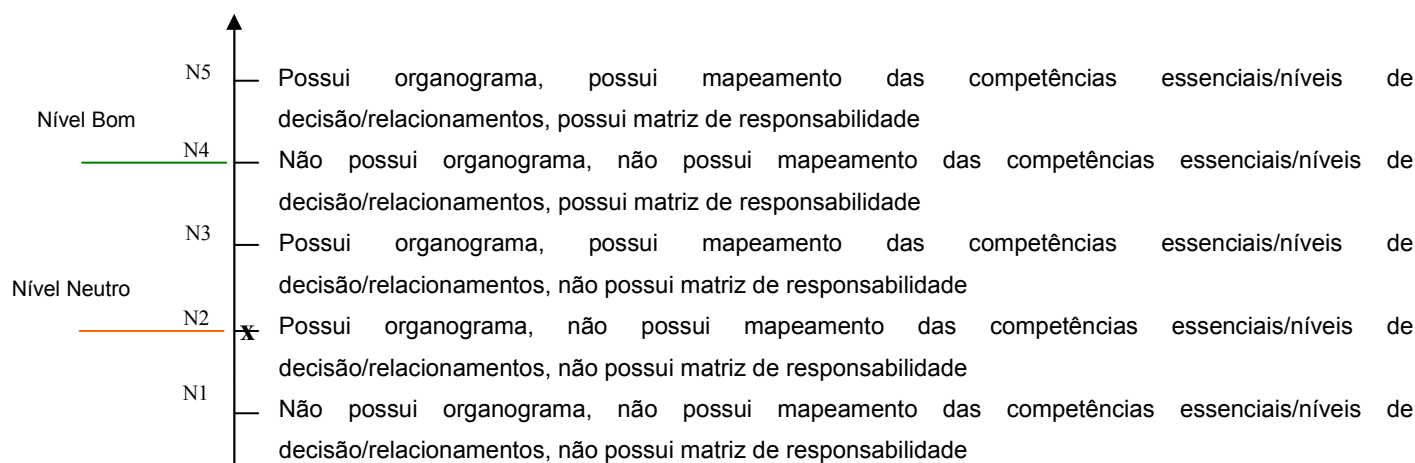 N5 Possui organograma, possui mapeamento das competências essenciais/níveis de
Nível Bom decisão/relacionamentos, possui matriz de responsabilidade
N4 Não possui organograma, não possui mapeamento das competências essenciais/níveis de
decisão/relacionamentos, possui matriz de responsabilidade
N3 Possui organograma, possui mapeamento das competências essenciais/níveis de
Nível Neutro decisão/relacionamentos, não possui matriz de responsabilidade
N2 x Possui organograma, não possui mapeamento das competências essenciais/níveis de
decisão/relacionamentos, não possui matriz de responsabilidade
N1 Não possui organograma, não possui mapeamento das competências essenciais/níveis de
decisão/relacionamentos, não possui matriz de responsabilidade